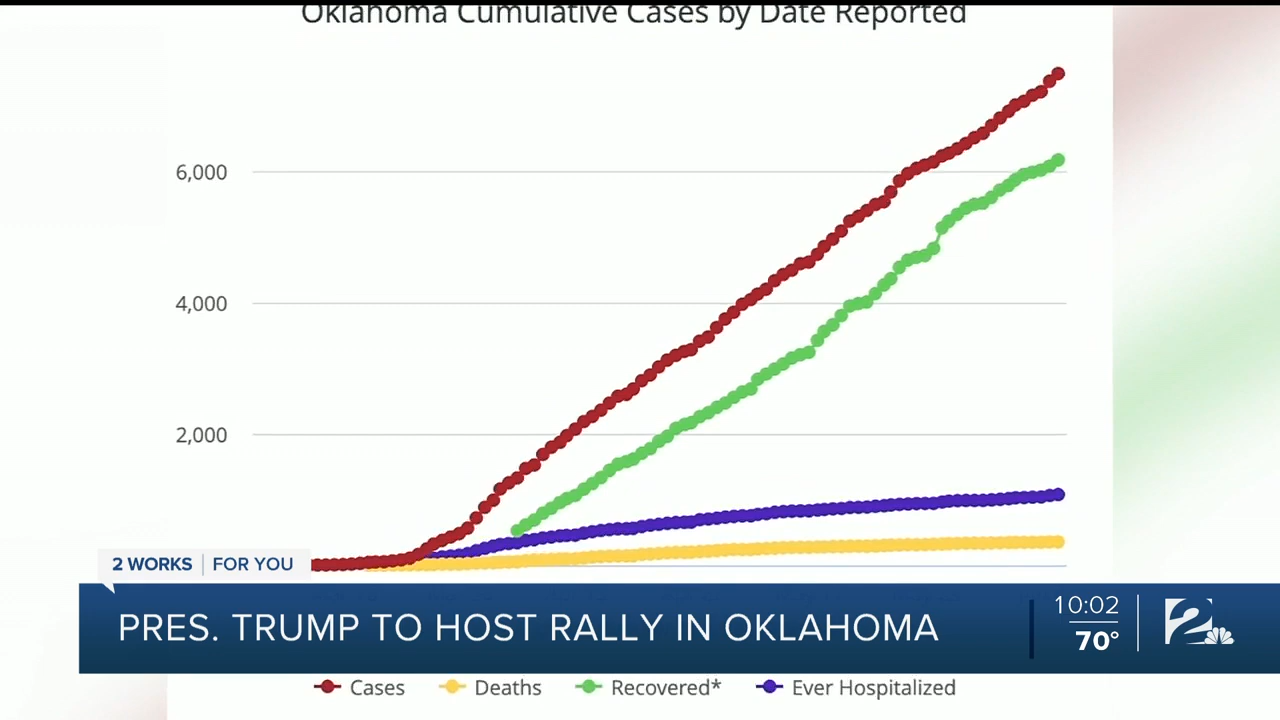 Oklahoma Cumulative Cases by Date Reported
6,000
4,000
2,000
2 WORKS FOR YOU
PRES. TRUMP TO HOST RALLY IN OKLAHOMA
10:02
70°
2
Cases Deaths Recovered* Ever Hospitalized